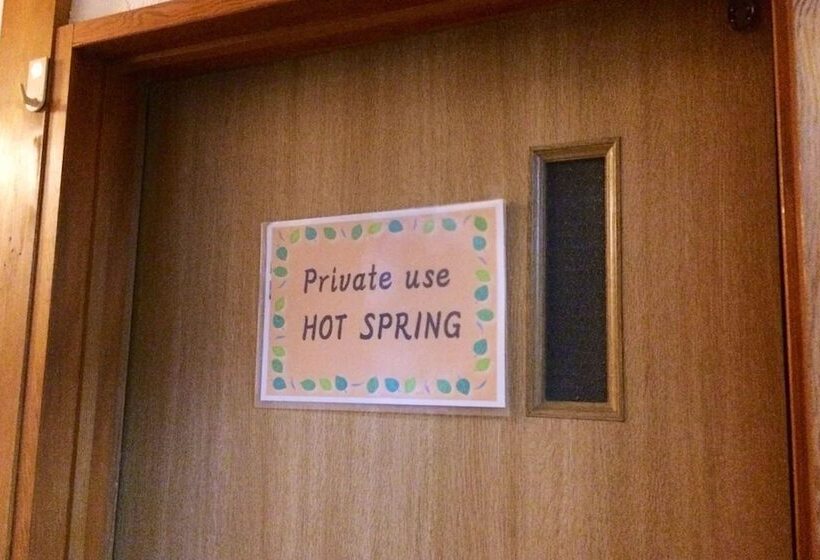 Private use
HOT SPRING